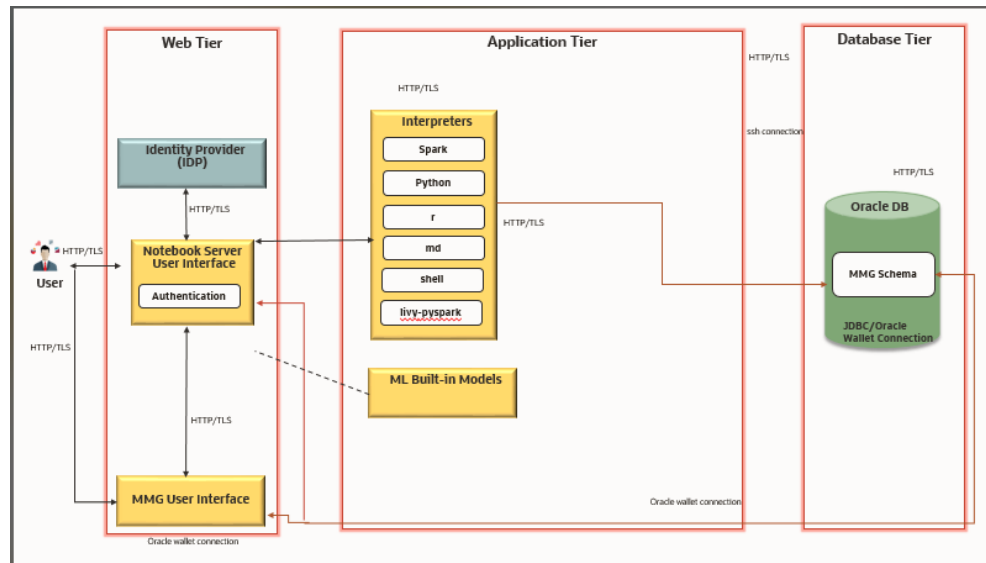 Web Tier
Application Tier
Database Tier
HTTP/TLS
HTTP/TLS
ssh connection
HTTP/TLS
Identity Provider
(IDP)
HTTP/TLS
HTTP/TLS
User
Notebook Server
User Interface
Authentication
HTTP/TLS
HTTP/TLS
MMG User Interface
Oracle wallet connection
Interpreters
Spark
Python
r
md
shell
livy-pyspark
HTTP/TLS
ML Built-in Models
Oracle wallet connection
Oracle DB
MMG Schema
JDBC/Oracle
Wallet Connection